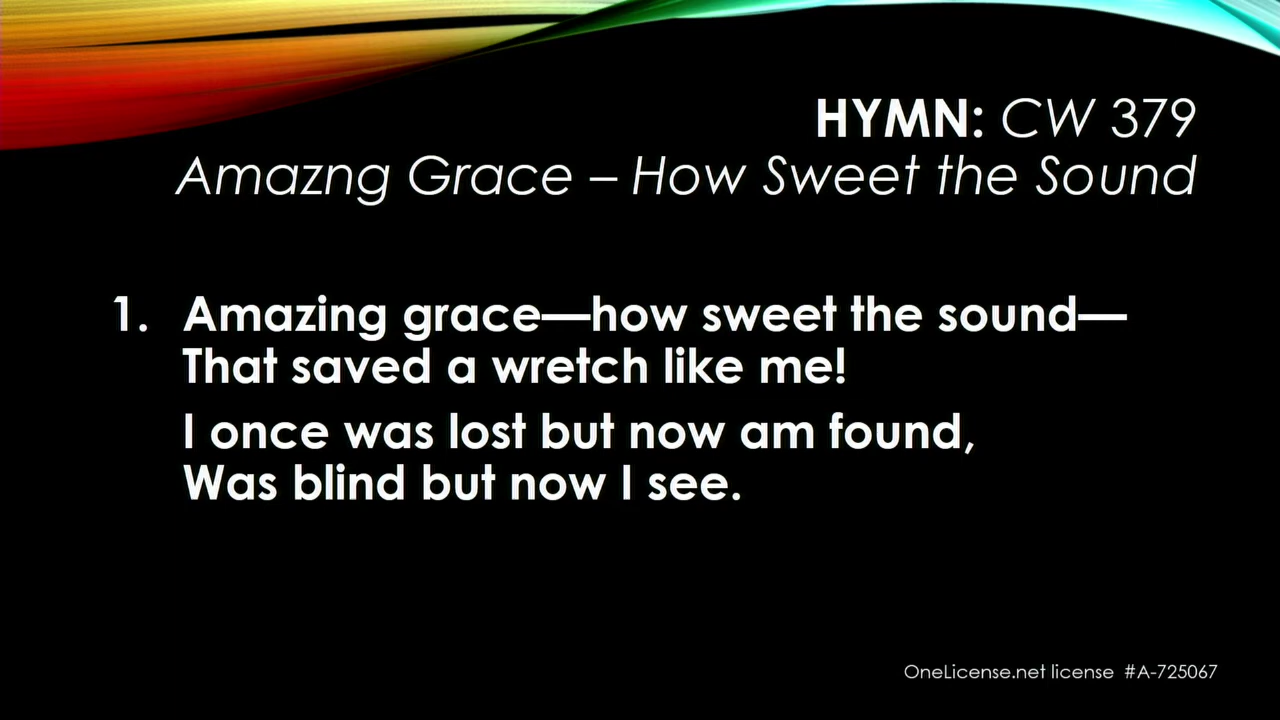 HYMN: CW 379
Amazng Grace – How Sweet the Sound
1. Amazing grace—how sweet the sound—
That saved a wretch like me!
I once was lost but now am found,
Was blind but now I see.
OneLicense.net license #A-725067